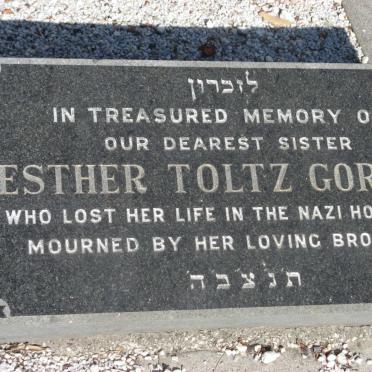 לזכרון
IN TREASURED MEMORY O
OUR DEAREST SISTER
ESTHER TOLTZ GOR
WHO LOST HER LIFE IN THE NAZI HO
MOURNED BY HER LOVING BRO
ת נ צ ב ה